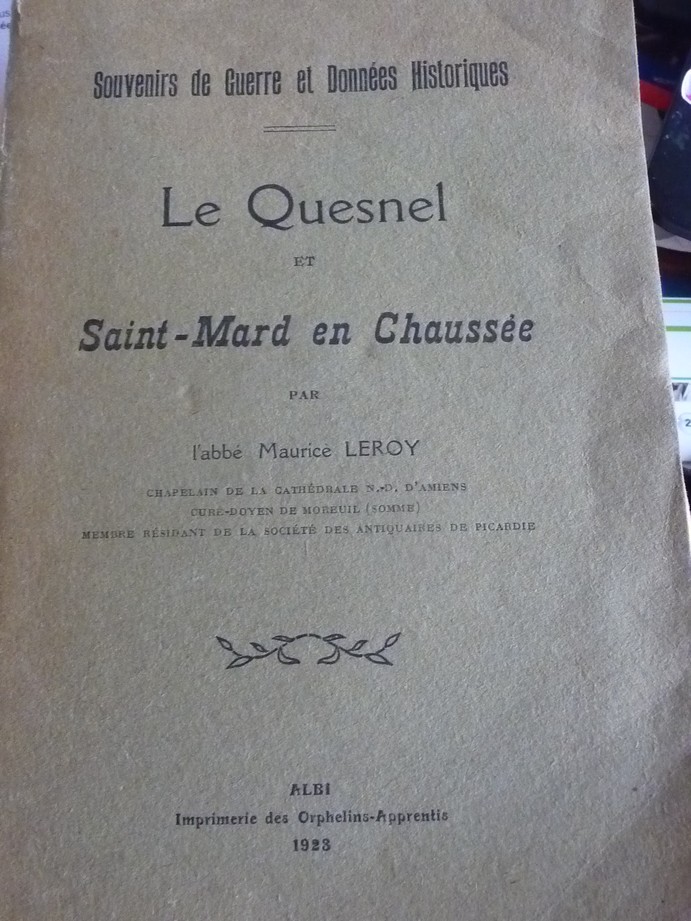 Souvenirs de Guerre et Données Historiques
Le Quesnel
ET
Saint-Mard en Chaussée
PAR
l'abbé Maurice LEROY
CHAPELAIN DE LA CATHÉDRALE N.-D. D'AMIENS
CURÉ-DOYEN DE MOREUIL (SOMME)
MEMBRE RÉSIDANT DE LA SOCIÉTÉ DES ANTIQUAIRES DE PICARDIE
ALBI
Imprimerie des Orphelins-Apprentis
1923